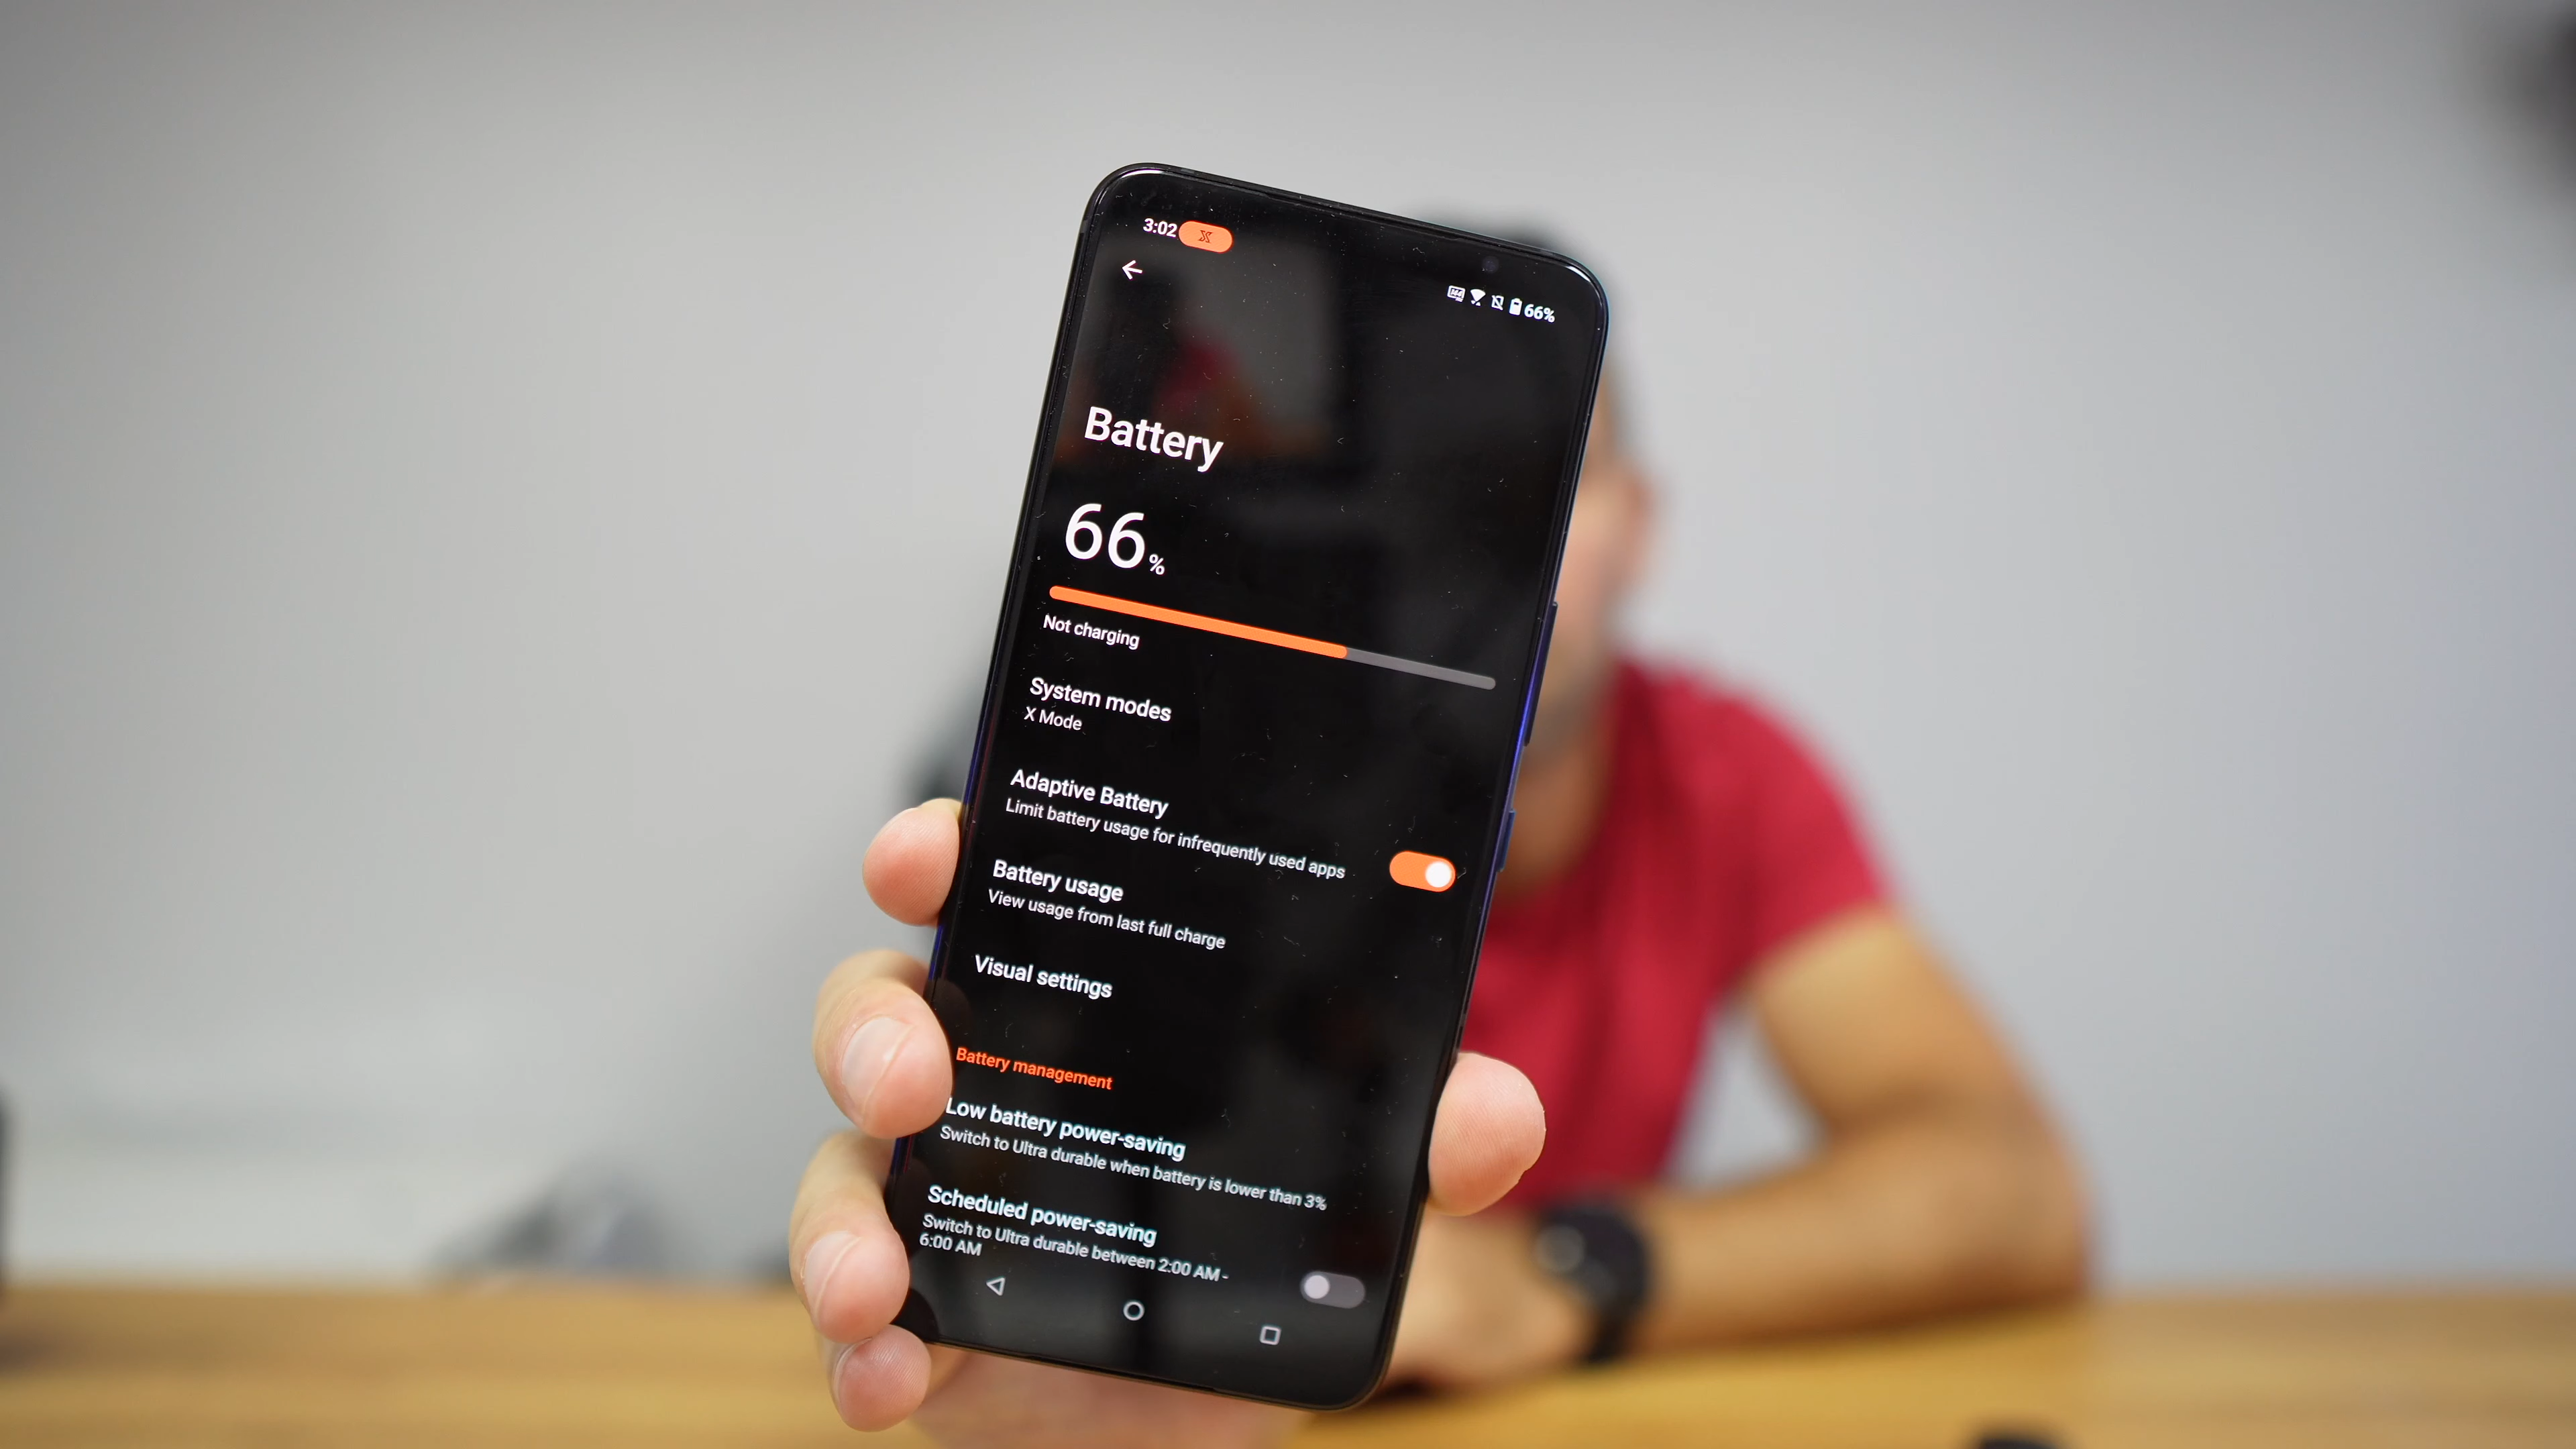 3:02
66%
Battery
66%
Not charging
System modes
X Mode
Adaptive Battery
Limit battery usage for infrequently used apps
Battery usage
View usage from last full charge
Visual settings
Battery management
Low battery power-saving
Switch to Ultra durable when battery is lower than 3%
Scheduled power-saving
Switch to Ultra durable between 2:00 AM -
6:00 AM